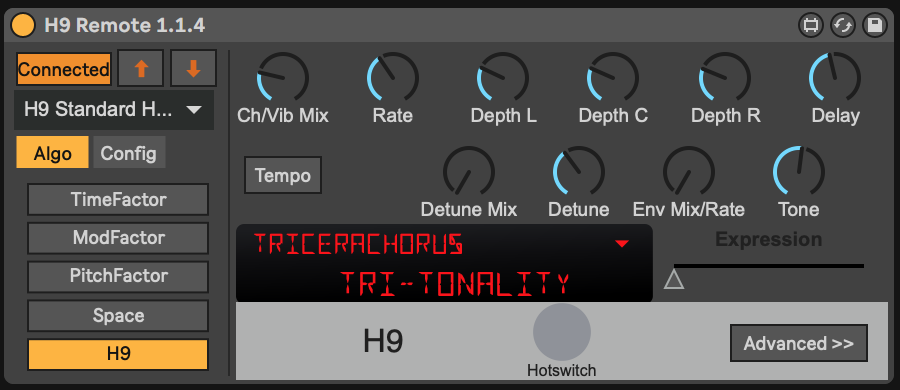 H9 Remote 1.1.4
Connected
H9 Standard H...
Algo Config
TimeFactor
ModFactor
PitchFactor
Space
H9
Ch/Vib Mix Rate Depth L Depth C Depth R Delay
Tempo
Detune Mix Detune Env Mix/Rate Tone
TRICERACHORUS
TRI-TONALITY
Expression
H9
Hotswitch
Advanced >>